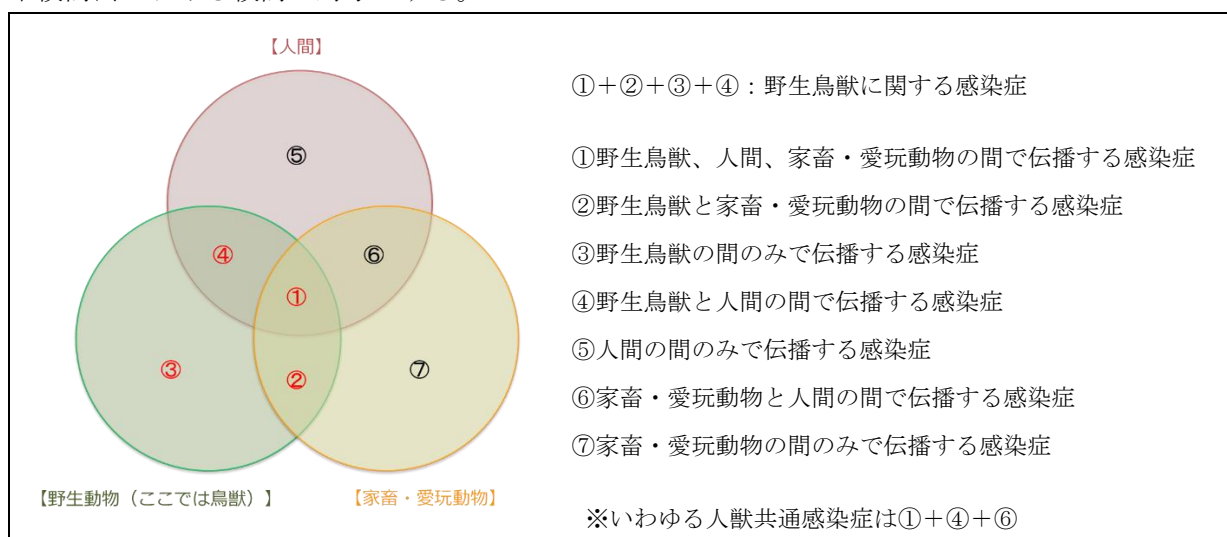 【人間】
⑤
④
⑥
①
③
②
⑦
【野生動物（ここでは鳥獣）】
【家畜・愛玩動物】
①＋②＋③＋④：野生鳥獣に関する感染症
①野生鳥獣、人間、家畜・愛玩動物の間で伝播する感染症
②野生鳥獣と家畜・愛玩動物の間で伝播する感染症
③野生鳥獣の間のみで伝播する感染症
④野生鳥獣と人間の間で伝播する感染症
⑤人間の間のみで伝播する感染症
⑥家畜・愛玩動物と人間の間で伝播する感染症
⑦家畜・愛玩動物の間のみで伝播する感染症
※いわゆる人獣共通感染症は①＋④＋⑥